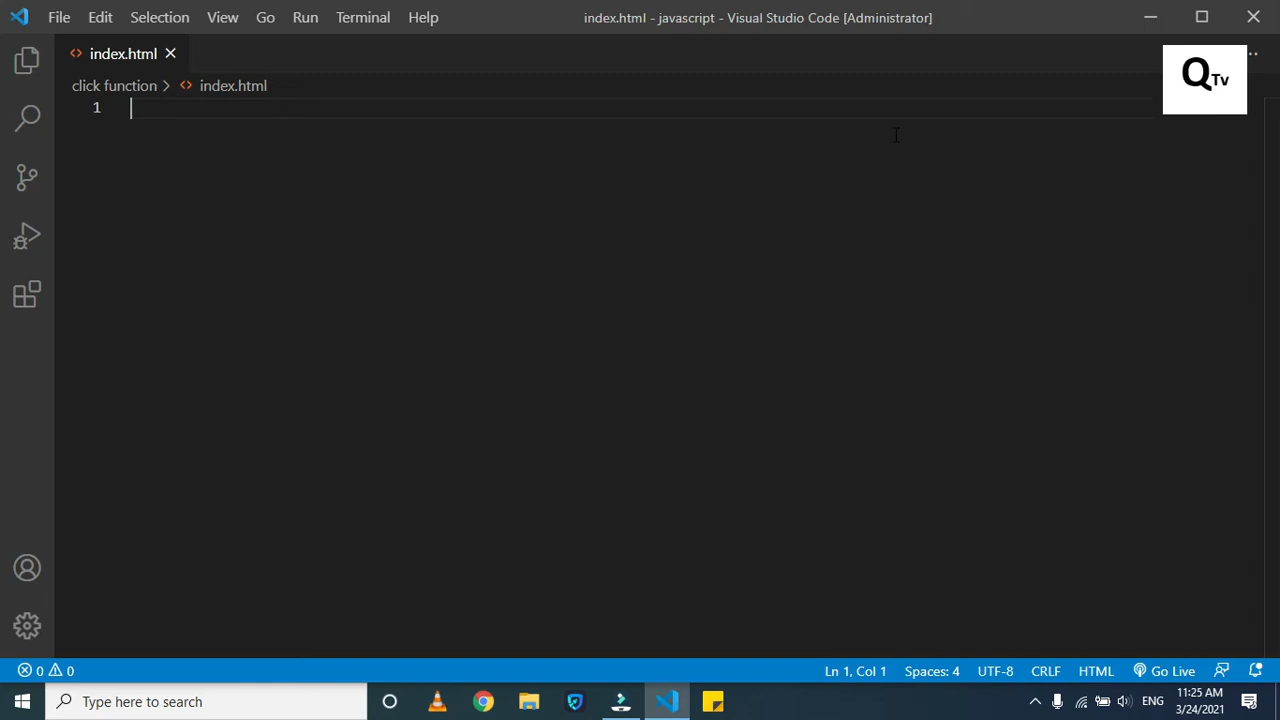 File Edit Selection View Go Run Terminal Help index.html - javascript - Visual Studio Code [Administrator]
index.html
click function > index.html
QTv
1
0 0 Ln 1, Col 1 Spaces: 4 UTF-8 CRLF HTML Go Live
Type here to search ENG 11:25 AM
3/24/2021